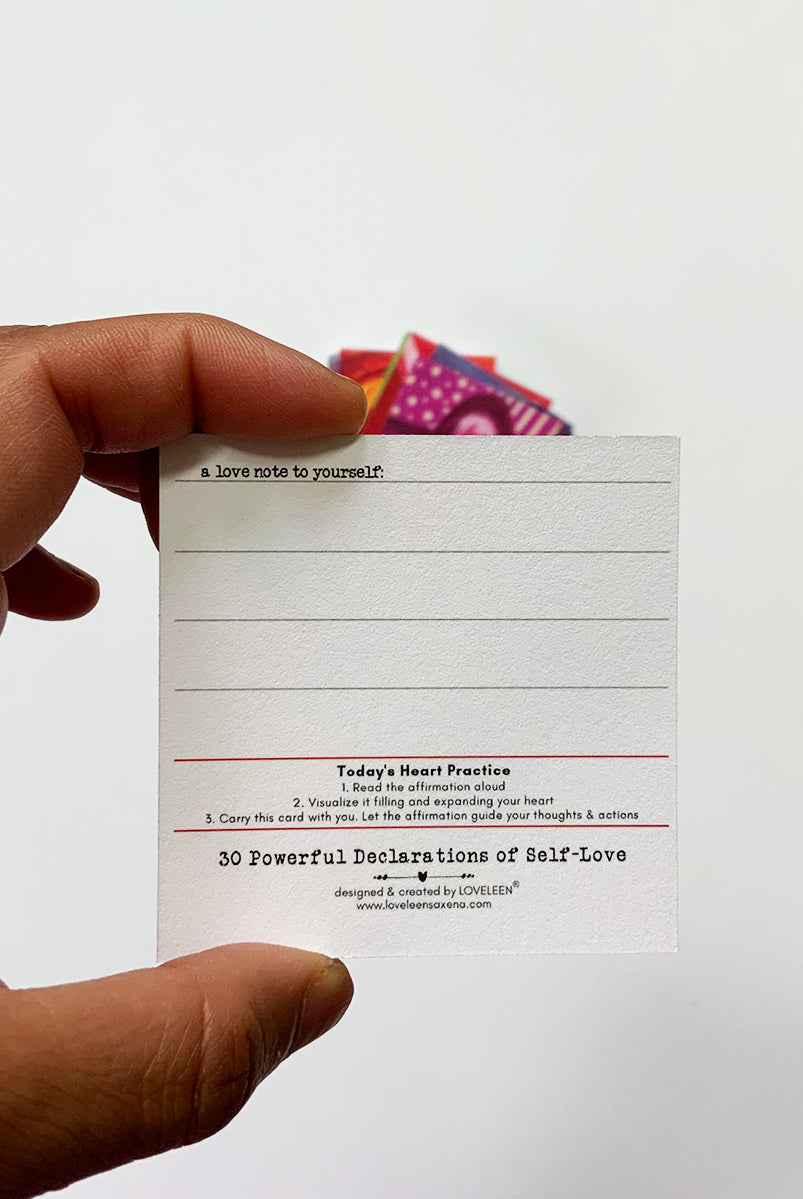 a love note to yourself:
Today's Heart Practice
1. Read the affirmation aloud
2. Visualize it filling and expanding your heart
3. Carry this card with you. Let the affirmation guide your thoughts & actions
30 Powerful Declarations of Self-Love
designed & created by LOVELEEN®
www.loveleensaxena.com